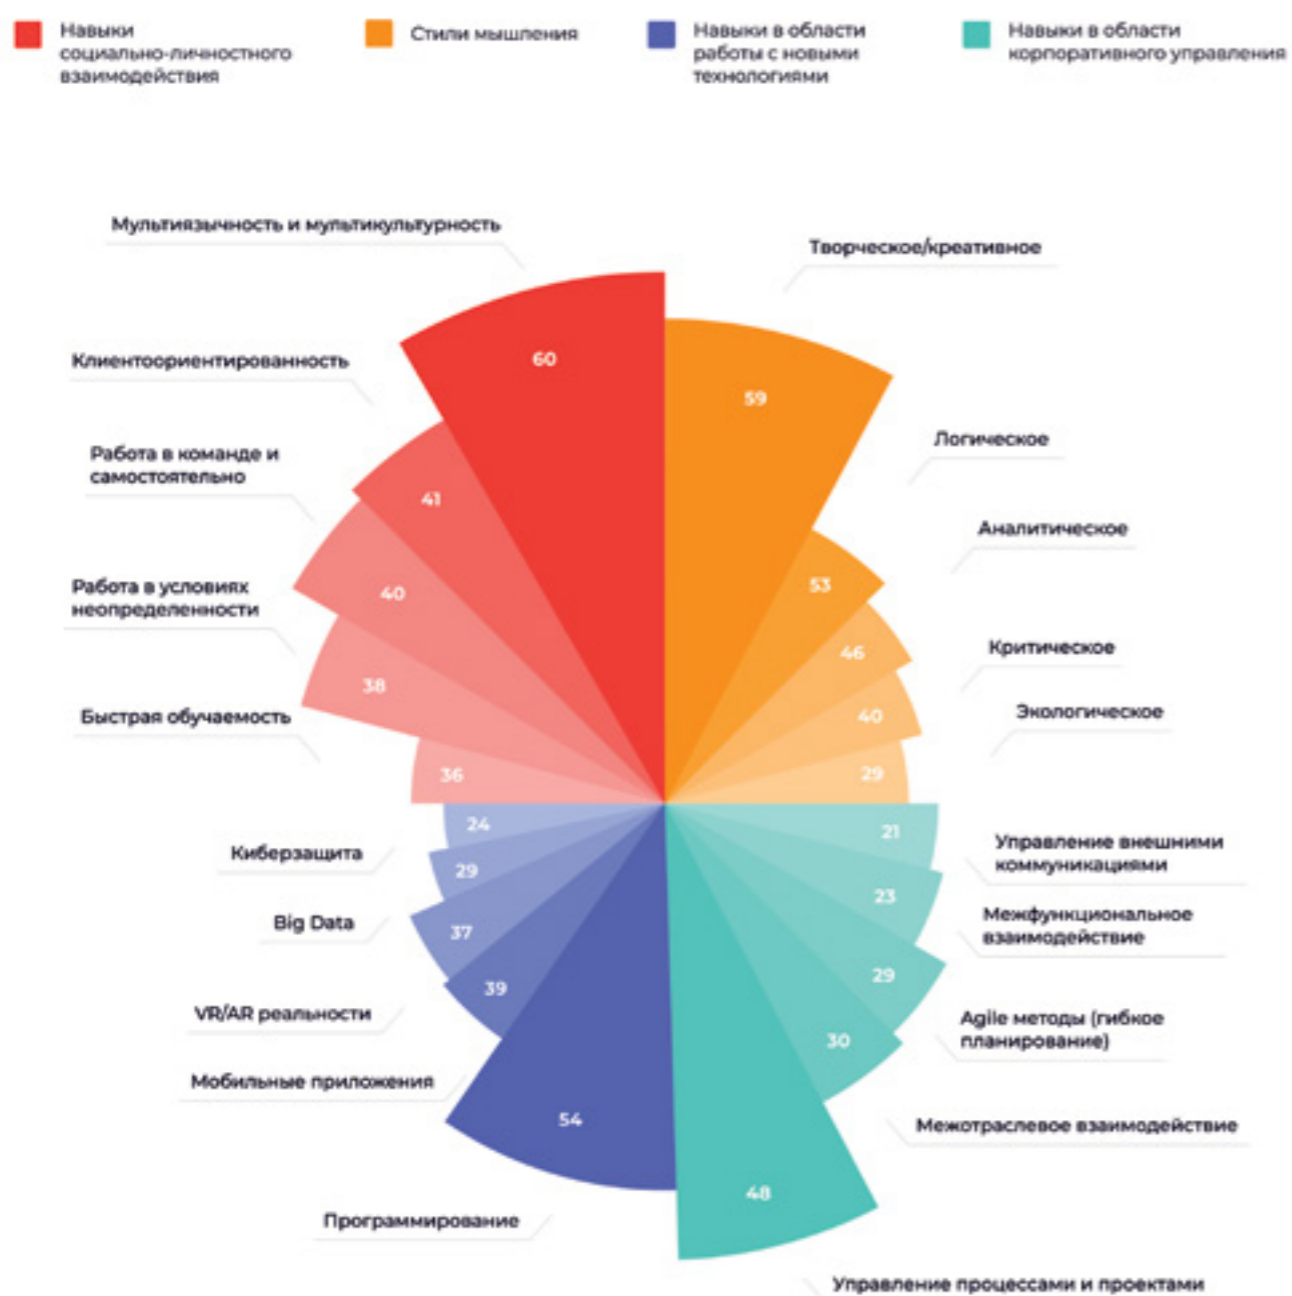 Навыки
социально-личностного
взаимодействия
Стили мышления
Навыки в области
работы с новыми
технологиями
Навыки в области
корпоративного управления
Мультиязычность и мультикультурность
Творческое/креативное
60
59
Клиентоориентированность
Логическое
Работа в команде и
самостоятельно
41
Аналитическое
53
Работа в условиях
неопределенности
40
46
Критическое
38
40
Экологическое
Быстрая обучаемость
36
29
24
21
Управление внешними
коммуникациями
Киберзащита
29
23
Межфункциональное
взаимодействие
Big Data
37
29
VR/AR реальности
39
30
Agile методы (гибкое
планирование)
Мобильные приложения
54
Межотраслевое взаимодействие
48
Программирование
Управление процессами и проектами